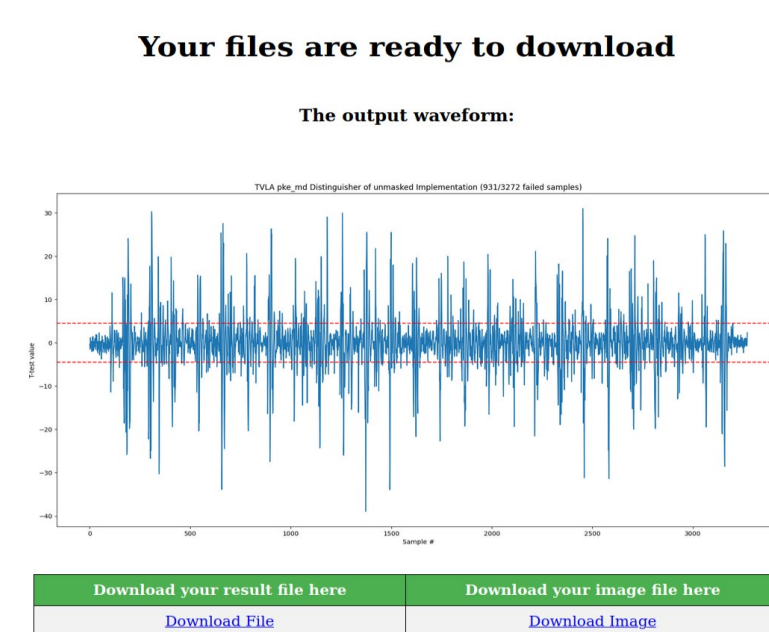 Your files are ready to download
The output waveform:
TVLA pke_md Distinguisher of unmasked Implementation (931/3272 failed samples)
30
20
10
0
−10
−20
−30
−40
T-test value
0 500 1000 1500 2000 2500 3000
Sample #
Download your result file here Download your image file here
Download File Download Image